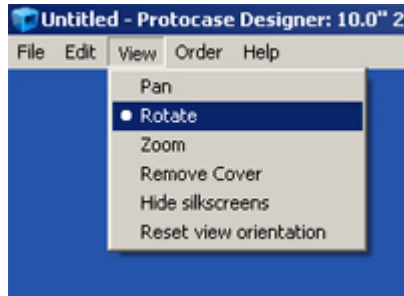 Untitled - Protocase Designer: 10.0" 2
File Edit View Order Help
Pan
Rotate
Zoom
Remove Cover
Hide silkscreens
Reset view orientation